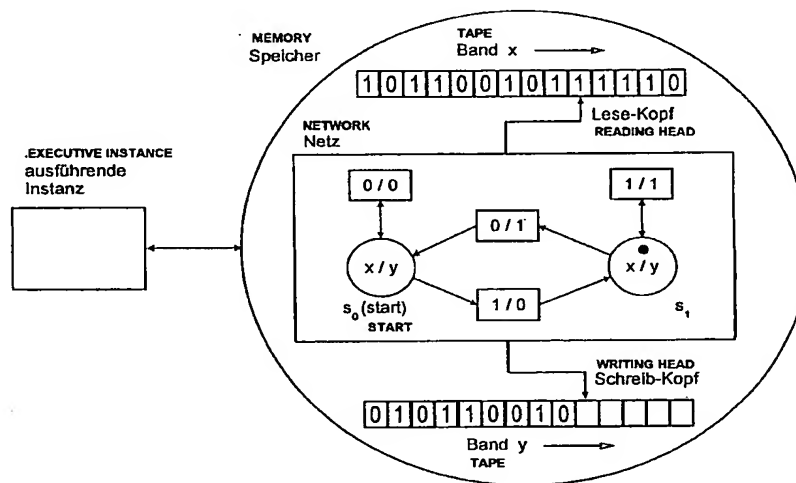 MEMORY
Speicher
TAPE
Band x
1 0 1 1 0 0 1 0 1 1 1 1 1 0
Lese-Kopf
READING HEAD
NETWORK
Netz
.EXECUTIVE INSTANCE
ausführende
Instanz
0 / 0
1 / 1
0 / 1
x / y
x / y
1 / 0
s₀ (start)
START
s₁
WRITING HEAD
Schreib-Kopf
0 1 0 1 1 0 0 1 0
Band y
TAPE